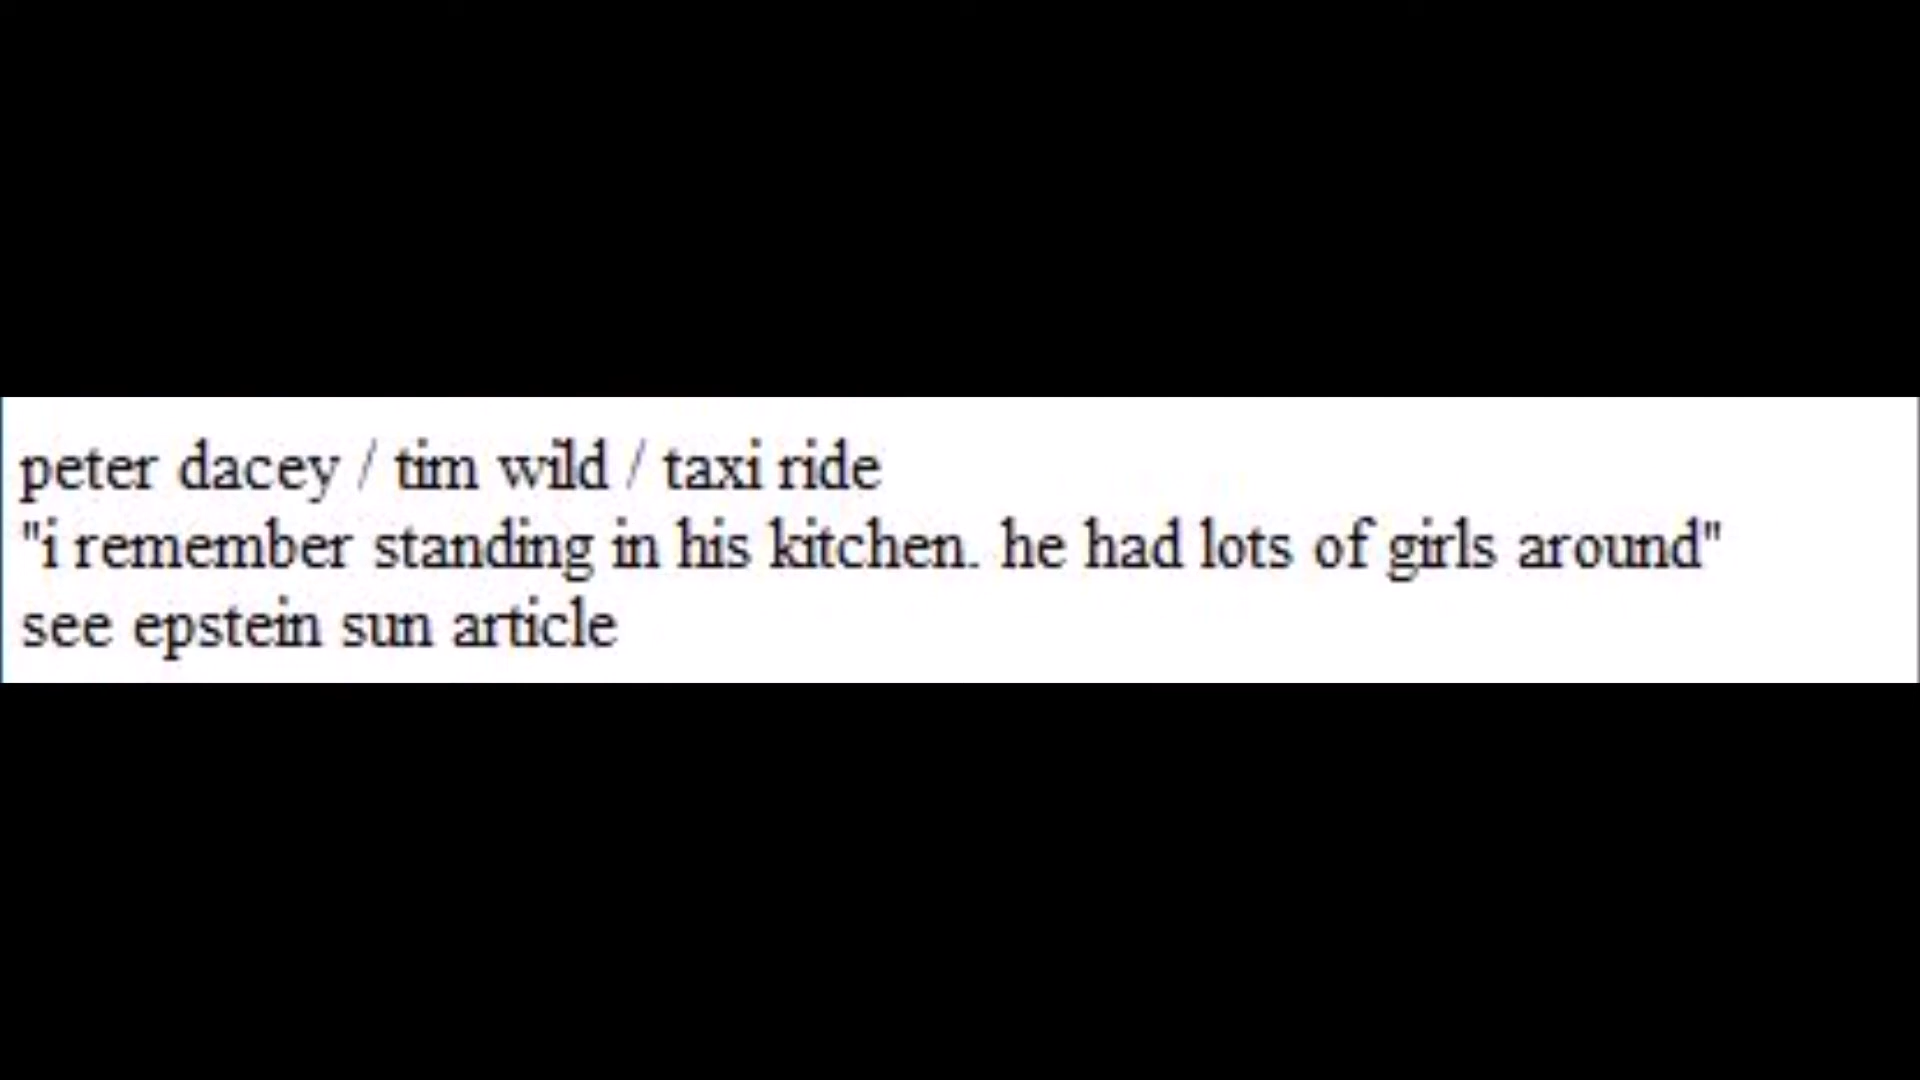 peter dacey / tim wild / taxi ride
"i remember standing in his kitchen. he had lots of girls around"
see epstein sun article